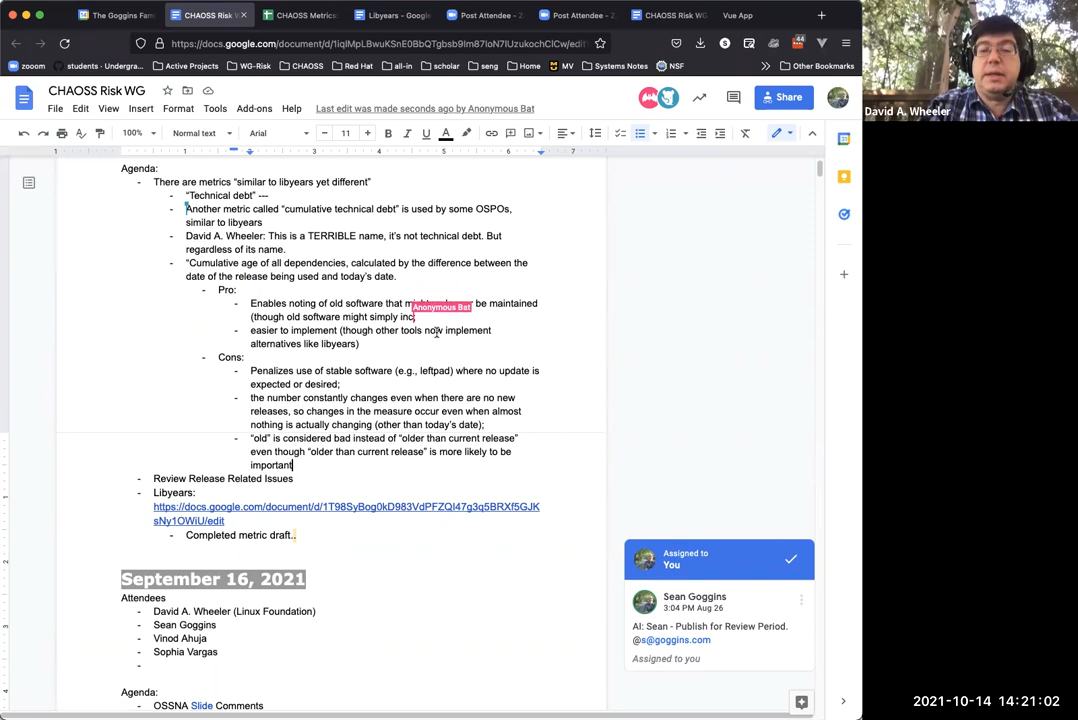 The Goggins Fam
CHAOSS Risk W
CHAOSS Metrics:
Libyears - Google
Post Attendee - Z
Post Attendee - Z
CHAOSS Risk WG
Vue App
https://docs.google.com/document/d/1iqlMpLBwuKSnE0BbQTgbsb9lm87loN7lUzukochClCw/edit
44
zooom
students - Undergra...
Active Projects
WG-Risk
CHAOSS
Red Hat
all-in
scholar
seng
Home
MV
Systems Notes
NSF
Other Bookmarks
CHAOSS Risk WG
File Edit View Insert Format Tools Add-ons Help
Last edit was made seconds ago by Anonymous Bat
Share
100%
Normal text
Arial
11
Agenda:
- There are metrics “similar to libyears yet different”
- “Technical debt” ---
- Another metric called “cumulative technical debt” is used by some OSPOs,
similar to libyears
- David A. Wheeler: This is a TERRIBLE name, it’s not technical debt. But
regardless of its name.
- “Cumulative age of all dependencies, calculated by the difference between the
date of the release being used and today’s date.
- Pro:
- Enables noting of old software that be maintained
Anonymous Bat
(though old software might simply inc
- easier to implement (though other tools now implement
alternatives like libyears)
- Cons:
- Penalizes use of stable software (e.g., leftpad) where no update is
expected or desired;
- the number constantly changes even when there are no new
releases, so changes in the measure occur even when almost
nothing is actually changing (other than today’s date);
- “old” is considered bad instead of “older than current release”
even though “older than current release” is more likely to be
important
- Review Release Related Issues
- Libyears:
https://docs.google.com/document/d/1T98SyBog0kD983VdPFZQI47g3q5BRXf5GJK
sNy1OWiU/edit
- Completed metric draft..
September 16, 2021
Attendees
- David A. Wheeler (Linux Foundation)
- Sean Goggins
- Vinod Ahuja
- Sophia Vargas
-
Agenda:
- OSSNA Slide Comments
Assigned to
You
Sean Goggins
3:04 PM Aug 26
AI: Sean - Publish for Review Period.
@s@goggins.com
Assigned to you
David A. Wheeler
2021-10-14 14:21:02